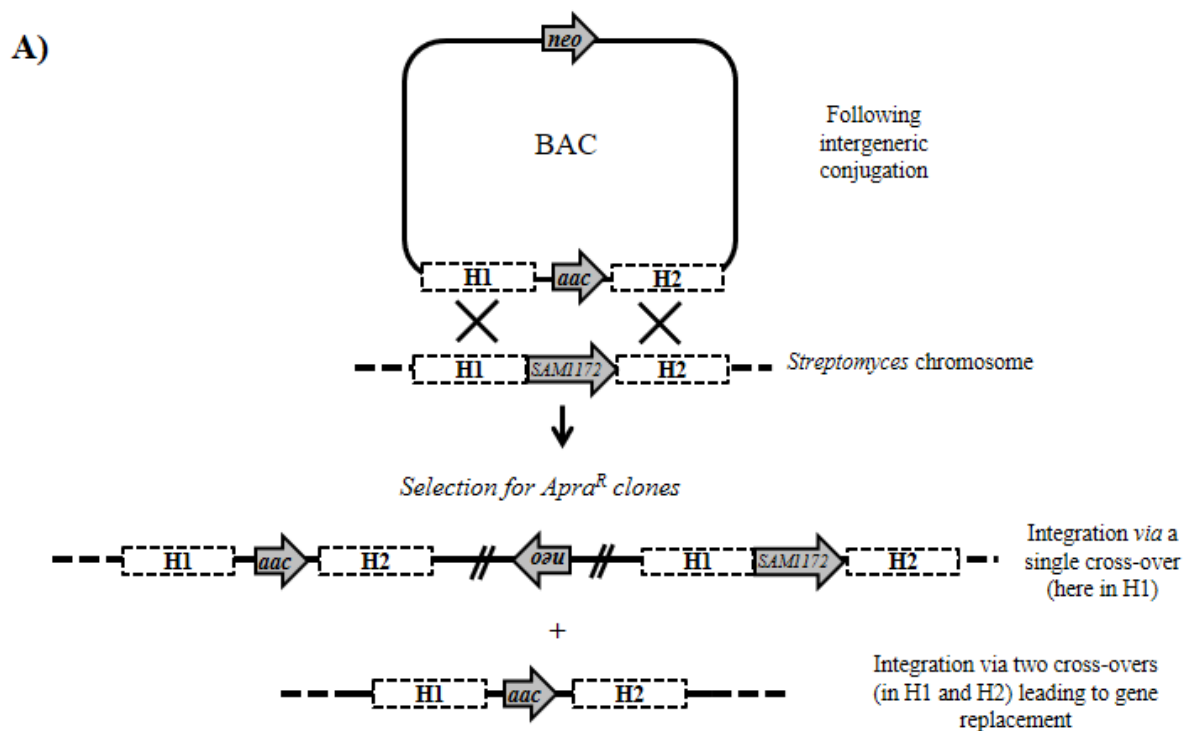 A)
neo
BAC
Following
intergeneric
conjugation
H1 aac H2
H1 SAM1172 H2
Streptomyces chromosome
Selection for Apra^R clones
H1 aac H2 neo H1 SAM1172 H2
Integration via a
single cross-over
(here in H1)
+
H1 aac H2
Integration via two cross-overs
(in H1 and H2) leading to gene
replacement